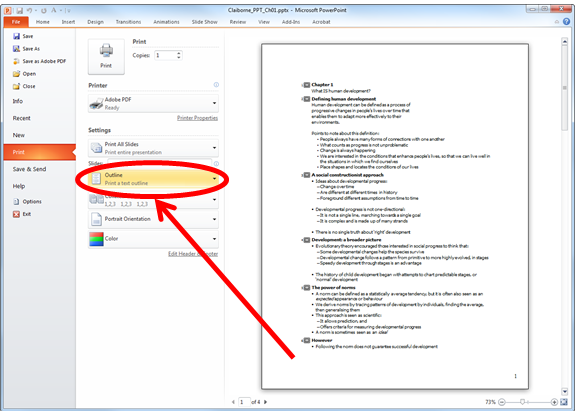 Claiborne_PPT_Ch01.pptx - Microsoft PowerPoint
File Home Insert Design Transitions Animations Slide Show Review View Add-Ins Acrobat
Save
Save As
Save as Adobe PDF
Open
Close
Info
Recent
New
Print
Save & Send
Help
Options
Exit
Print
Print
Copies: 1
Printer
Adobe PDF
Ready
Printer Properties
Settings
Print All Slides
Print entire presentation
Slides:
Outline
Print a text outline
1,2,3 1,2,3 1,2,3
Portrait Orientation
Color
Edit Header & Footer
Chapter 1
What IS human development?
Defining human development
Human development can be defined as a process of
progressive changes in people's lives over time that
enables them to adapt more effectively to their
environments.
Points to note about this definition:
– People always have many forms of connections with one another
– What counts as progress is not unproblematic
– Change is always happening
– We are interested in the conditions that enhance people's lives, so that we can live well in
the situations in which we find ourselves
– Place shapes and locates the conditions of our lives
A social constructionist approach
• Ideas about developmental progress:
—Change over time
—Are different at different times, in history
—Foreground different assumptions from time to time
• Developmental progress is not one-directional:
—It is not a single line, marching towards a single goal
—It is complex and is made up of many strands
• There is no single truth about 'right' development
Development: a broader picture
• Evolutionary theory encouraged those interested in social progress to think that:
—Some developmental changes help the species survive
—Developmental change follows a pattern from primitive to more highly evolved, in stages
—Speedy development through stages is an advantage
• The history of child development began with attempts to chart predictable stages, or
'normal' development
The power of norms
• A norm can be defined as a statistically average tendency, but it is often also seen as an
expected appearance or behaviour
• We derive norms by tracing patterns of development by individuals, finding the average,
then generalising them
• This approach is seen as scientific:
—It allows prediction, and
—Offers criteria for measuring developmental progress
• A norm is sometimes seen as an ideal
However
• Following the norm does not guarantee successful development
1
1 of 4
73%